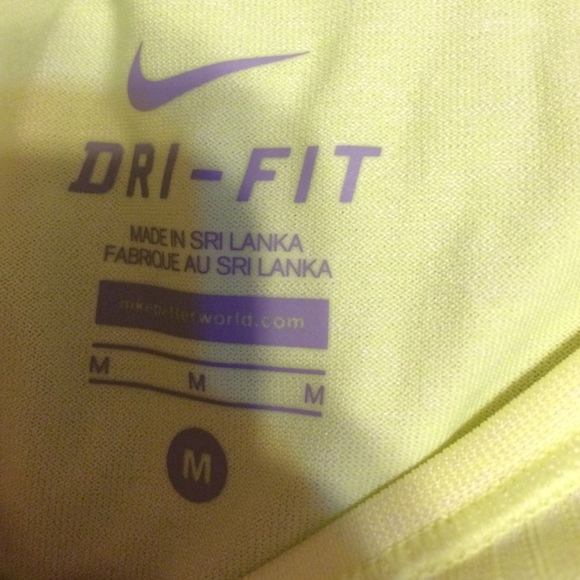 DRI-FIT
MADE IN SRI LANKA
FABRIQUE AU SRI LANKA
nikebetterworld.com
M M M
M